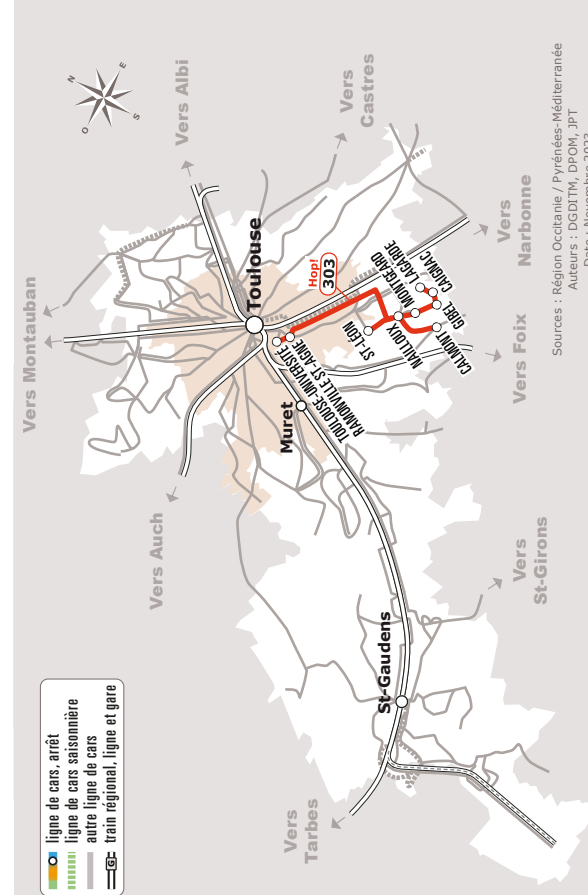 N
E
S
O
Vers Montauban
Vers Albi
Vers
Castres
Vers
Narbonne
Vers Foix
Vers
St-Girons
Vers
Tarbes
Vers Auch
Toulouse
Muret
St-Gaudens
Hop!
303
TOULOUSE-UNIVERSITÉ
RAMONVILLE ST-AGNE
ST-LÉON
NAILLOUX
MONTGEARD
LAGARDE
CAIGNAC
GIBEL
CALMONT
ligne de cars, arrêt
ligne de cars saisonnière
autre ligne de cars
train régional, ligne et gare
G
Sources : Région Occitanie / Pyrénées-Méditerranée
Auteurs : DGDITM, DPOM, JPT
Date : Novembre 2023